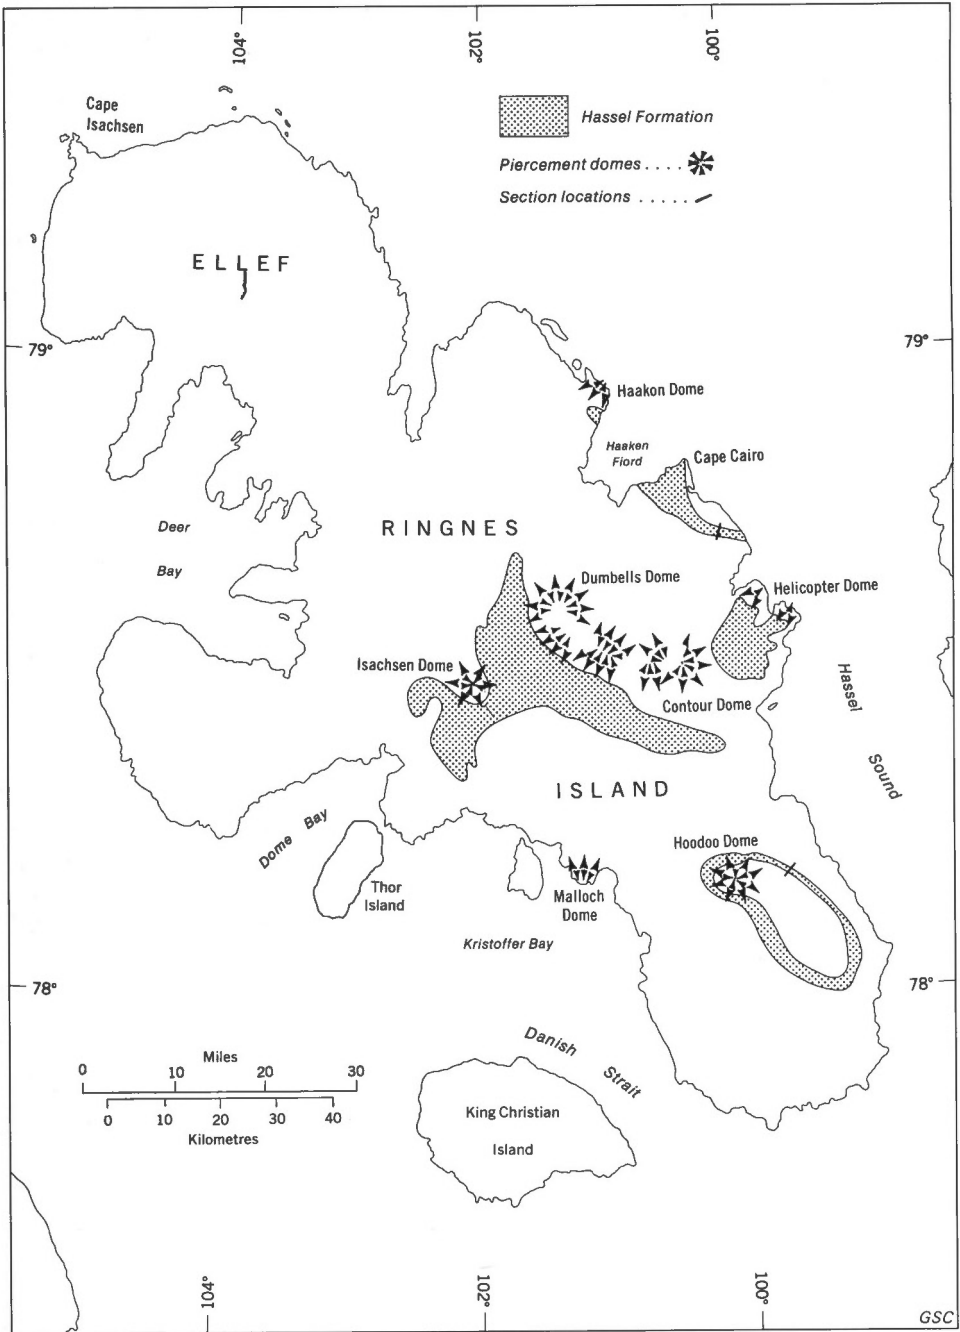 104°
102°
100°
Cape
Isachsen
Hassel Formation
Piercement domes . . . .
Section locations . . . . .
ELLEF
79°
79°
Haakon Dome
Haaken
Fiord
Cape Cairo
Deer
Bay
RINGNES
Dumbells Dome
Helicopter Dome
Isachsen Dome
Contour Dome
Hassel
Sound
ISLAND
Dome Bay
Hoodoo Dome
Thor
Island
Malloch
Dome
Kristoffer Bay
78°
78°
Danish
Strait
Miles
0 10 20 30
0 10 20 30 40
Kilometres
King Christian
Island
104°
102°
100°
GSC